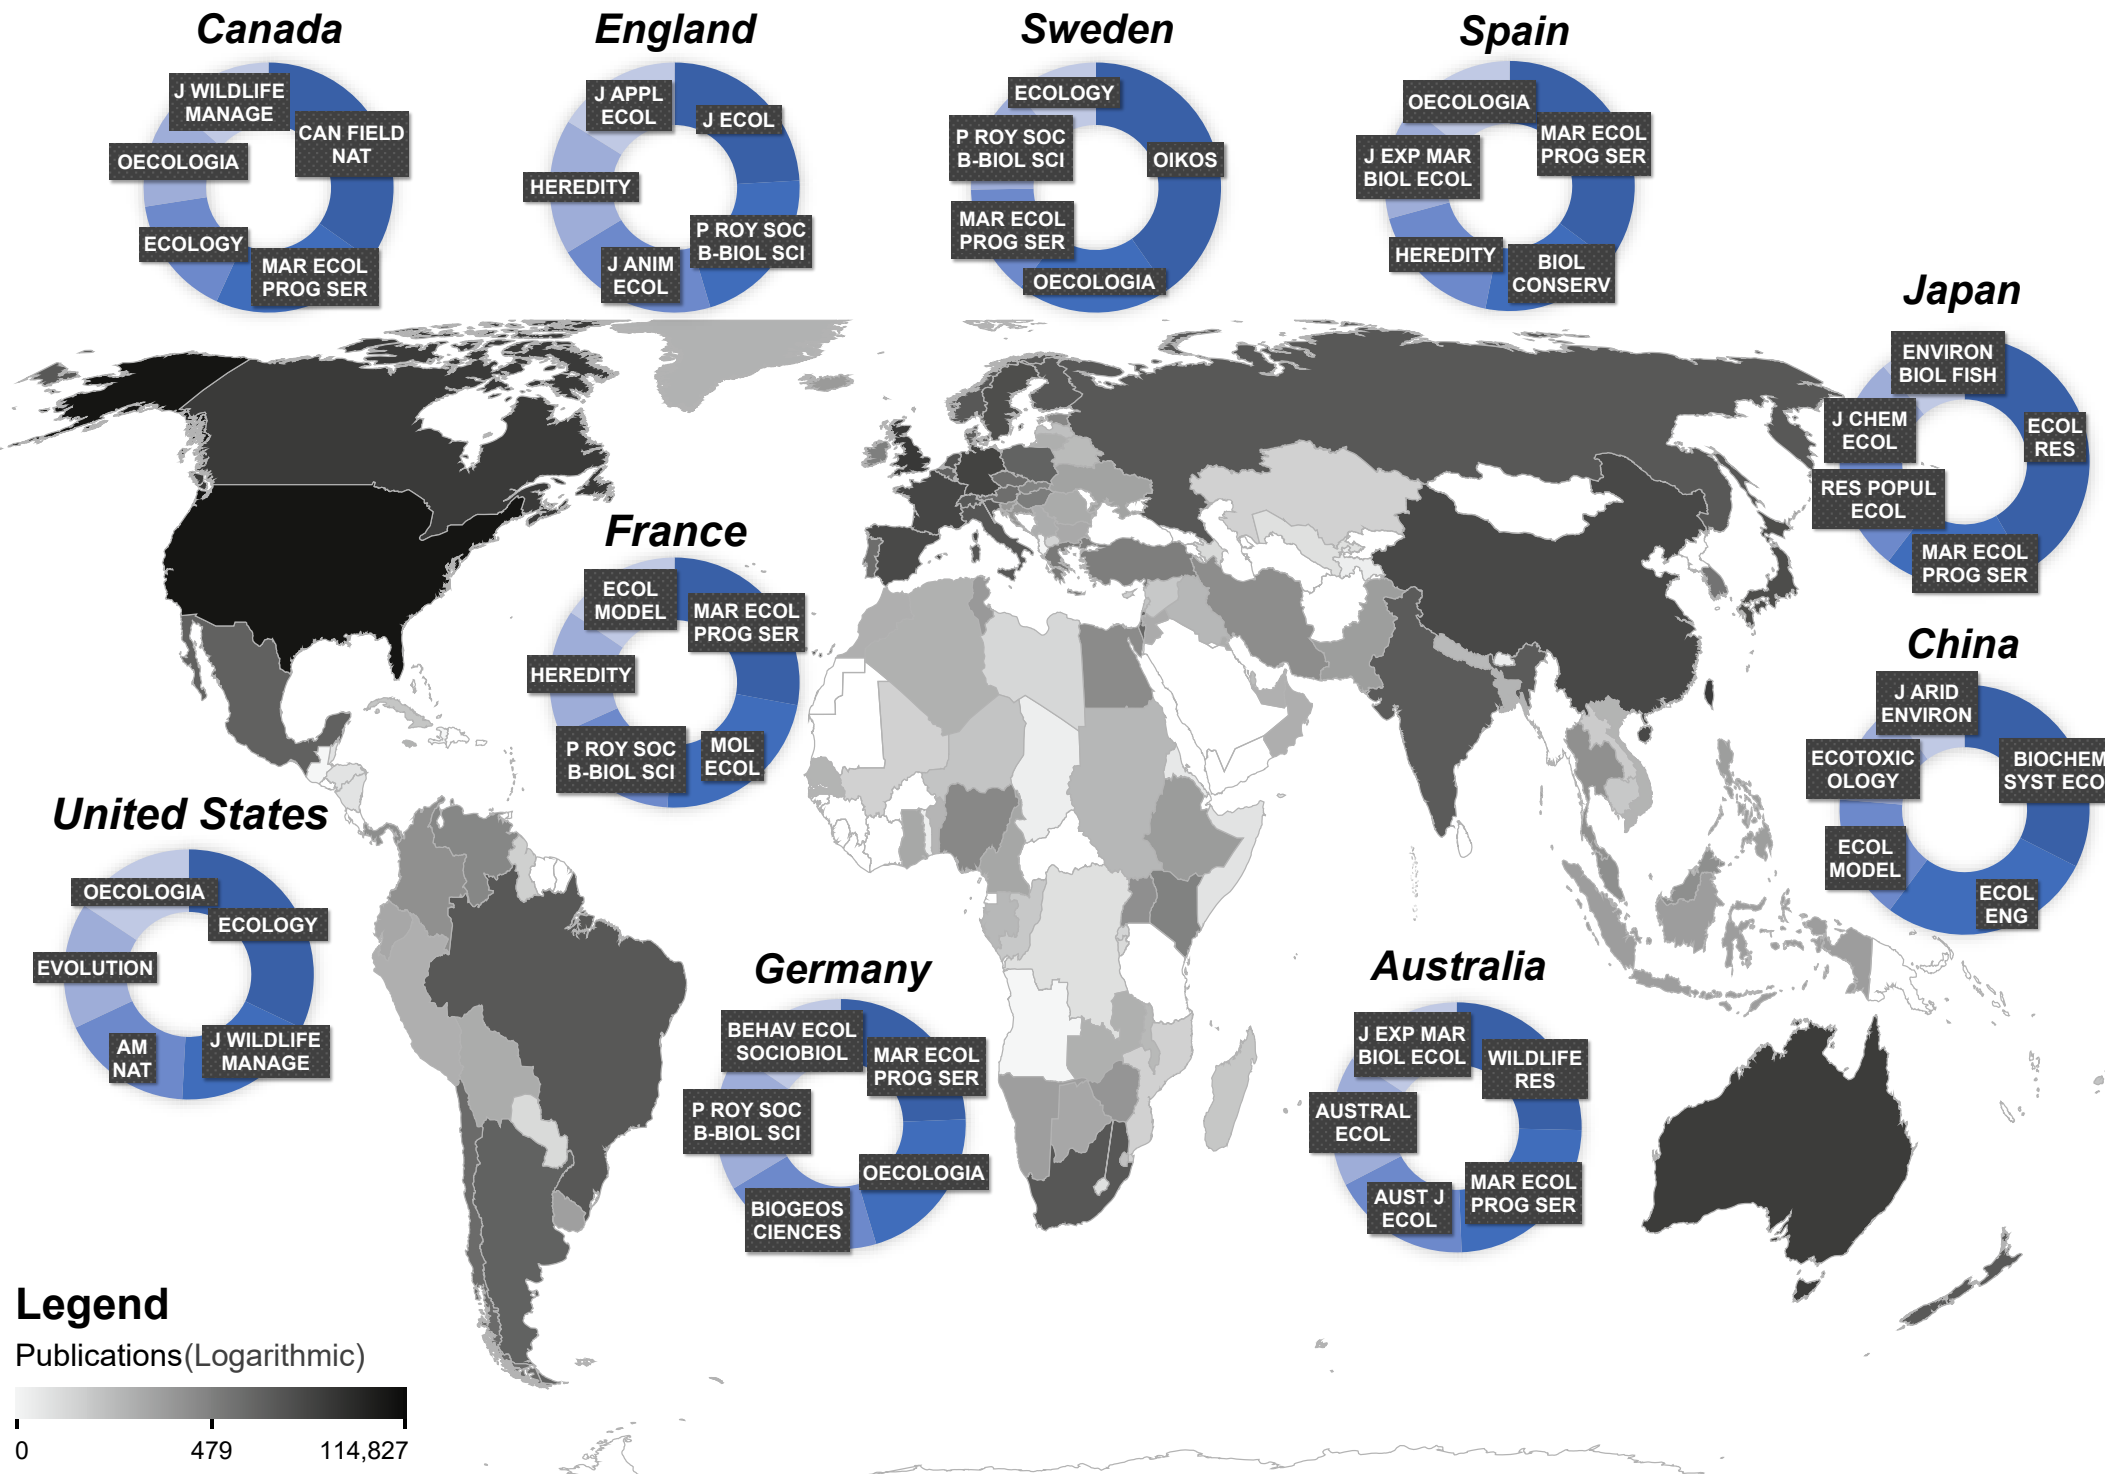 Canada
J WILDLIFE
MANAGE
CAN FIELD
NAT
OECOLOGIA
ECOLOGY
MAR ECOL
PROG SER
England
J APPL
ECOL
J ECOL
HEREDITY
P ROY SOC
B-BIOL SCI
J ANIM
ECOL
Sweden
ECOLOGY
P ROY SOC
B-BIOL SCI
OIKOS
MAR ECOL
PROG SER
OECOLOGIA
Spain
OECOLOGIA
MAR ECOL
PROG SER
J EXP MAR
BIOL ECOL
HEREDITY
BIOL
CONSERV
Japan
ENVIRON
BIOL FISH
J CHEM
ECOL
ECOL
RES
RES POPUL
ECOL
MAR ECOL
PROG SER
France
ECOL
MODEL
MAR ECOL
PROG SER
HEREDITY
P ROY SOC
B-BIOL SCI
MOL
ECOL
China
J ARID
ENVIRON
ECOTOXIC
OLOGY
BIOCHEM
SYST ECO
ECOL
MODEL
ECOL
ENG
United States
OECOLOGIA
ECOLOGY
EVOLUTION
AM
NAT
J WILDLIFE
MANAGE
Germany
BEHAV ECOL
SOCIOBIOL
MAR ECOL
PROG SER
P ROY SOC
B-BIOL SCI
OECOLOGIA
BIOGEOS
CIENCES
Australia
J EXP MAR
BIOL ECOL
WILDLIFE
RES
AUSTRAL
ECOL
AUST J
ECOL
MAR ECOL
PROG SER
Legend
Publications(Logarithmic)
0 479 114,827